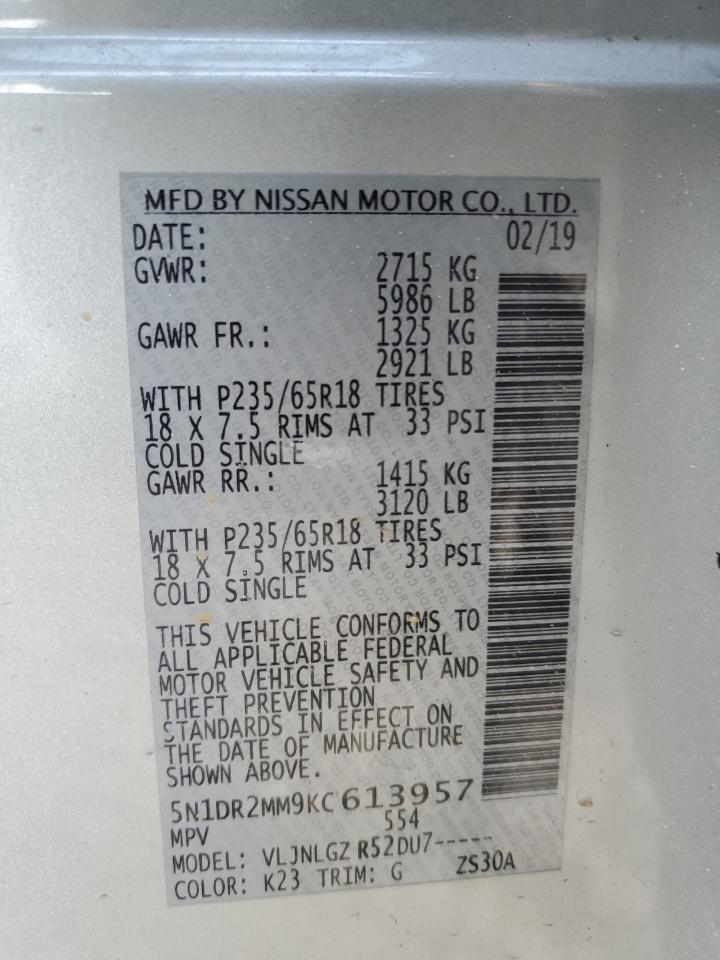 MFD BY NISSAN MOTOR CO., LTD.
DATE: 02/19
GVWR: 2715 KG
5986 LB
GAWR FR.: 1325 KG
2921 LB
WITH P235/65R18 TIRES
18 X 7.5 RIMS AT 33 PSI
COLD SINGLE
GAWR RR.: 1415 KG
3120 LB
WITH P235/65R18 TIRES
18 X 7.5 RIMS AT 33 PSI
COLD SINGLE
THIS VEHICLE CONFORMS TO
ALL APPLICABLE FEDERAL
MOTOR VEHICLE SAFETY AND
THEFT PREVENTION
STANDARDS IN EFFECT ON
THE DATE OF MANUFACTURE
SHOWN ABOVE.
5N1DR2MM9KC613957
MPV 554
MODEL: VLJNLGZ R52DU7-----
COLOR: K23 TRIM: G ZS30A